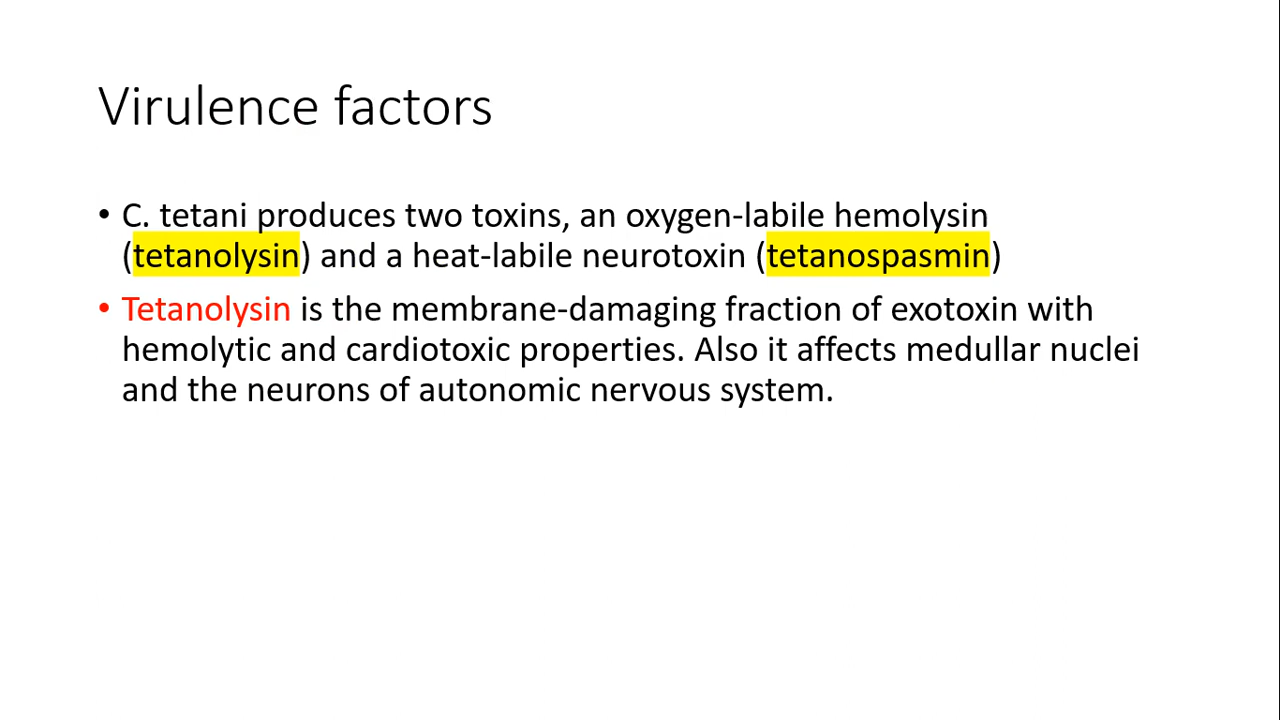 Virulence factors
• C. tetani produces two toxins, an oxygen-labile hemolysin
(tetanolysin) and a heat-labile neurotoxin (tetanospasmin)
• Tetanolysin is the membrane-damaging fraction of exotoxin with
hemolytic and cardiotoxic properties. Also it affects medullar nuclei
and the neurons of autonomic nervous system.